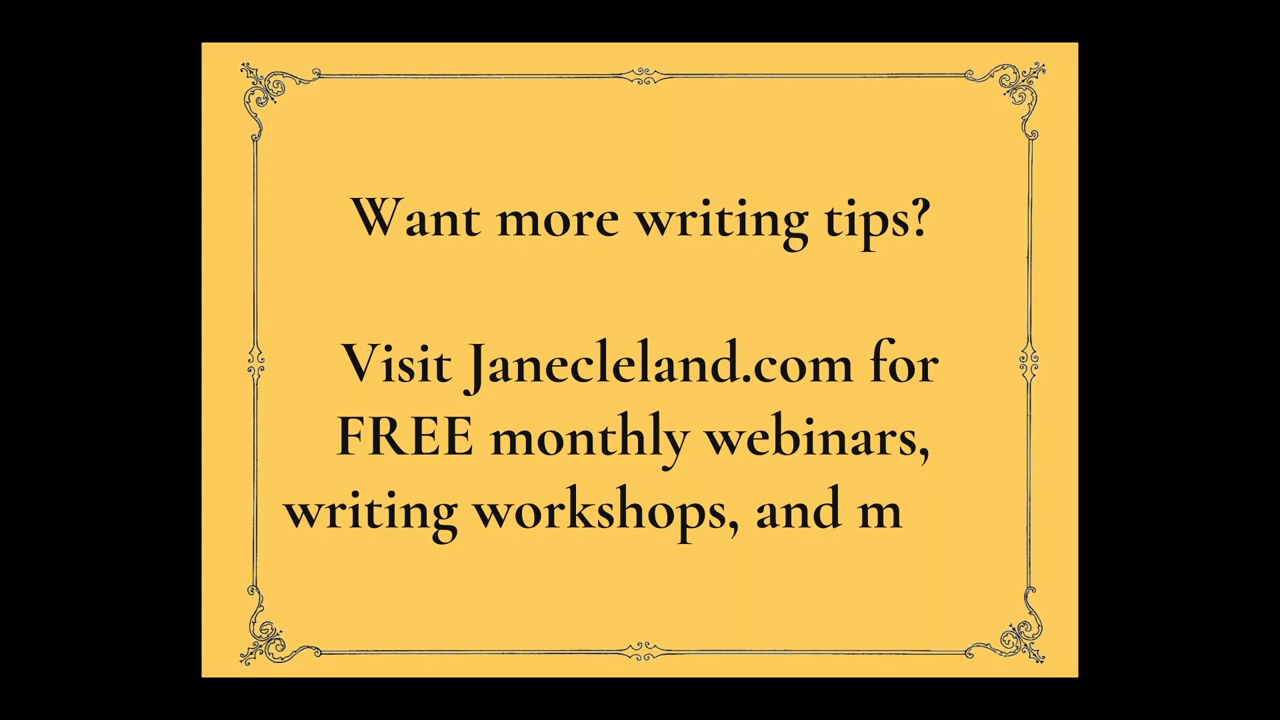 Want more writing tips?
Visit Janecleland.com for
FREE monthly webinars,
writing workshops, and m